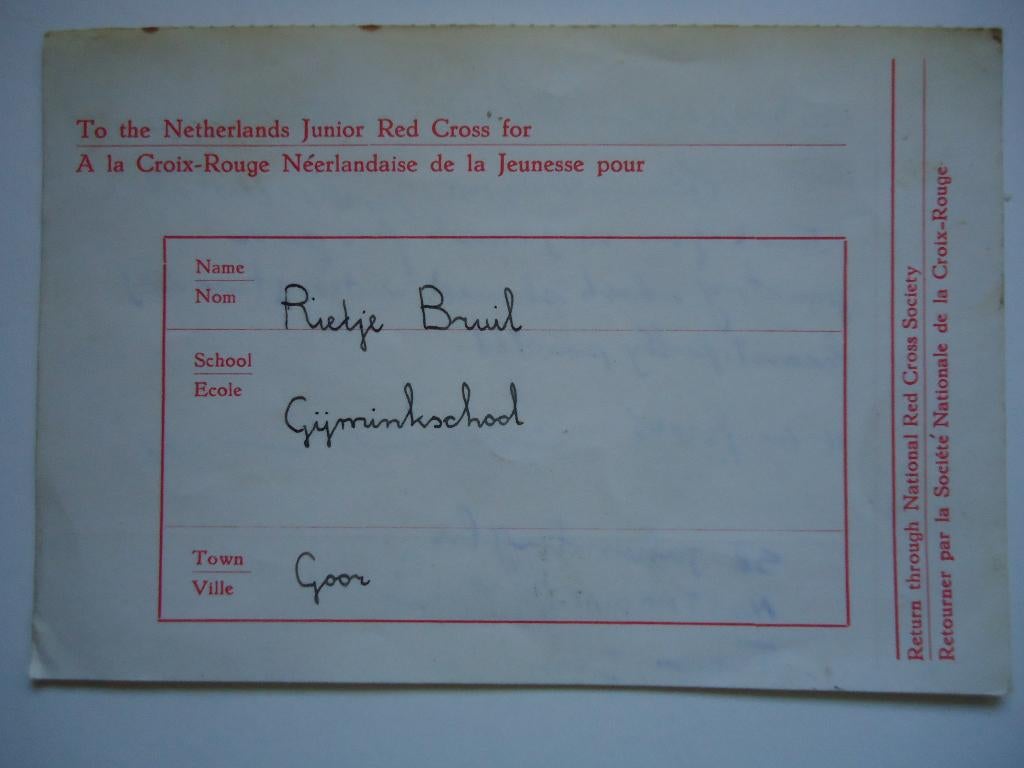 To the Netherlands Junior Red Cross for
A la Croix-Rouge Néerlandaise de la Jeunesse pour
Name
Nom
Rietje Bruil
School
Ecole
Gijminkschool
Town
Ville
Goor
Return through National Red Cross Society
Retourner par la Société Nationale de la Croix-Rouge